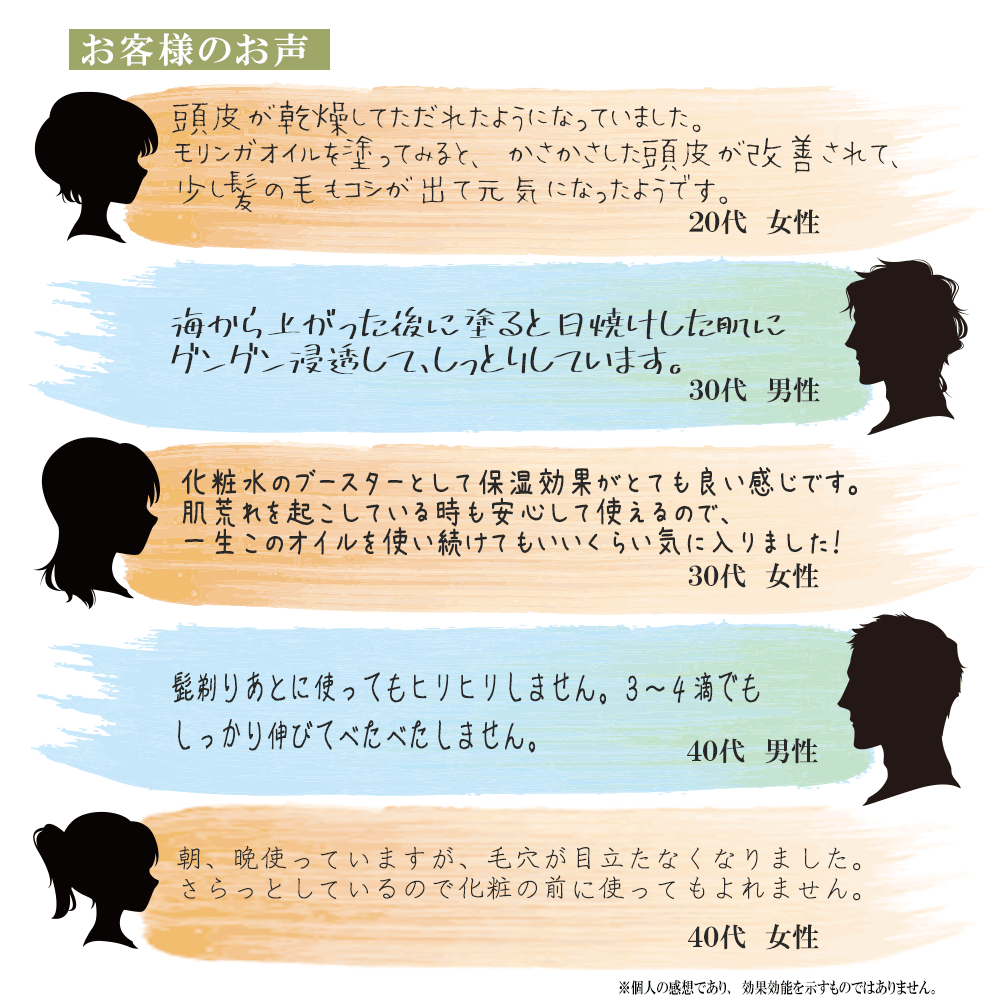 お客様のお声
頭皮が乾燥してただれたようになっていました。
モリンガオイルを塗ってみると、かさかさした頭皮が改善されて、
少し髪の毛もコシが出て元気になったようです。
20代 女性
海から上がった後に塗ると日焼けした肌に
グングン浸透して、しっとりしています。
30代 男性
化粧水のブースターとして保湿効果がとても良い感じです。
肌荒れを起こしている時も安心して使えるので、
一生このオイルを使い続けてもいいくらい気に入りました!
30代 女性
髭剃りあとに使ってもヒリヒリしません。3～4滴でも
しっかり伸びてべたべたしません。
40代 男性
朝、晩使っていますが、毛穴が目立たなくなりました。
さらっとしているので化粧の前に使ってもよれません。
40代 女性
※個人の感想であり、効果効能を示すものではありません。